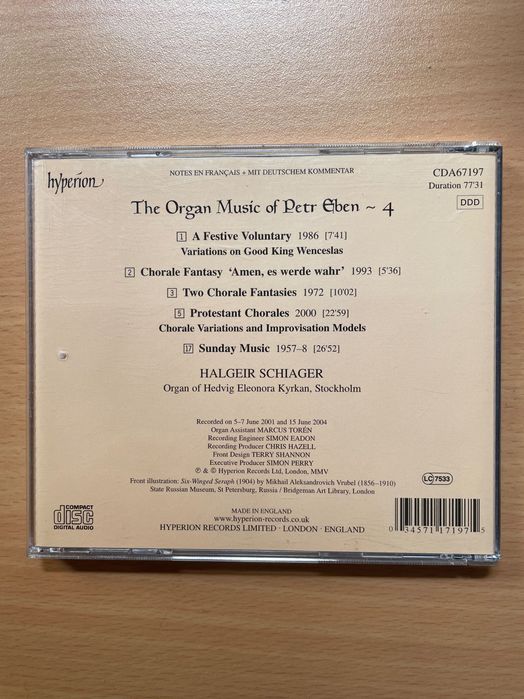 hyperion
NOTES EN FRANÇAIS + MIT DEUTSCHEM KOMMENTAR
CDA67197
Duration 77'31
DDD
The Organ Music of Petr Eben ~ 4
1 A Festive Voluntary 1986 [7'41]
Variations on Good King Wenceslas
2 Chorale Fantasy ‘Amen, es werde wahr’ 1993 [5'36]
3 Two Chorale Fantasies 1972 [10'02]
5 Protestant Chorales 2000 [22'59]
Chorale Variations and Improvisation Models
17 Sunday Music 1957–8 [26'52]
HALGEIR SCHIAGER
Organ of Hedvig Eleonora Kyrkan, Stockholm
Recorded on 5–7 June 2001 and 15 June 2004
Organ Assistant MARCUS TORÉN
Recording Engineer SIMON EADON
Recording Producer CHRIS HAZELL
Front Design TERRY SHANNON
Executive Producer SIMON PERRY
℗ & © Hyperion Records Ltd, London, MMV
LC 7533
Front illustration: Six-Winged Seraph (1904) by Mikhail Aleksandrovich Vrubel (1856–1910)
State Russian Museum, St Petersburg, Russia / Bridgeman Art Library, London
COMPACT
disc
DIGITAL AUDIO
MADE IN ENGLAND
www.hyperion-records.co.uk
HYPERION RECORDS LIMITED · LONDON · ENGLAND
0 34571 17197 5